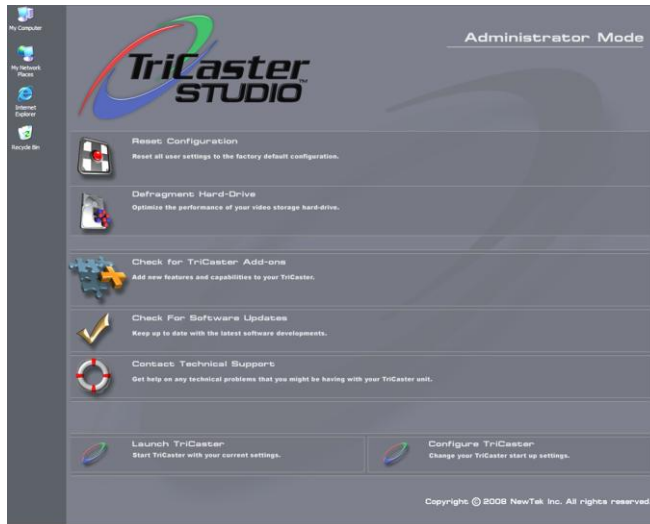 My Computer
My Network
Places
Internet
Explorer
Recycle Bin
Administrator Mode
TriCaster
STUDIO™
Reset Configuration
Reset all user settings to the factory default configuration.
Defragment Hard-Drive
Optimize the performance of your video storage hard-drive.
Check for TriCaster Add-ons
Add new features and capabilities to your TriCaster.
Check For Software Updates
Keep up to date with the latest software developments.
Contact Technical Support
Get help on any technical problems that you might be having with your TriCaster unit.
Launch TriCaster
Start TriCaster with your current settings.
Configure TriCaster
Change your TriCaster start up settings.
Copyright © 2008 NewTek Inc. All rights reserved